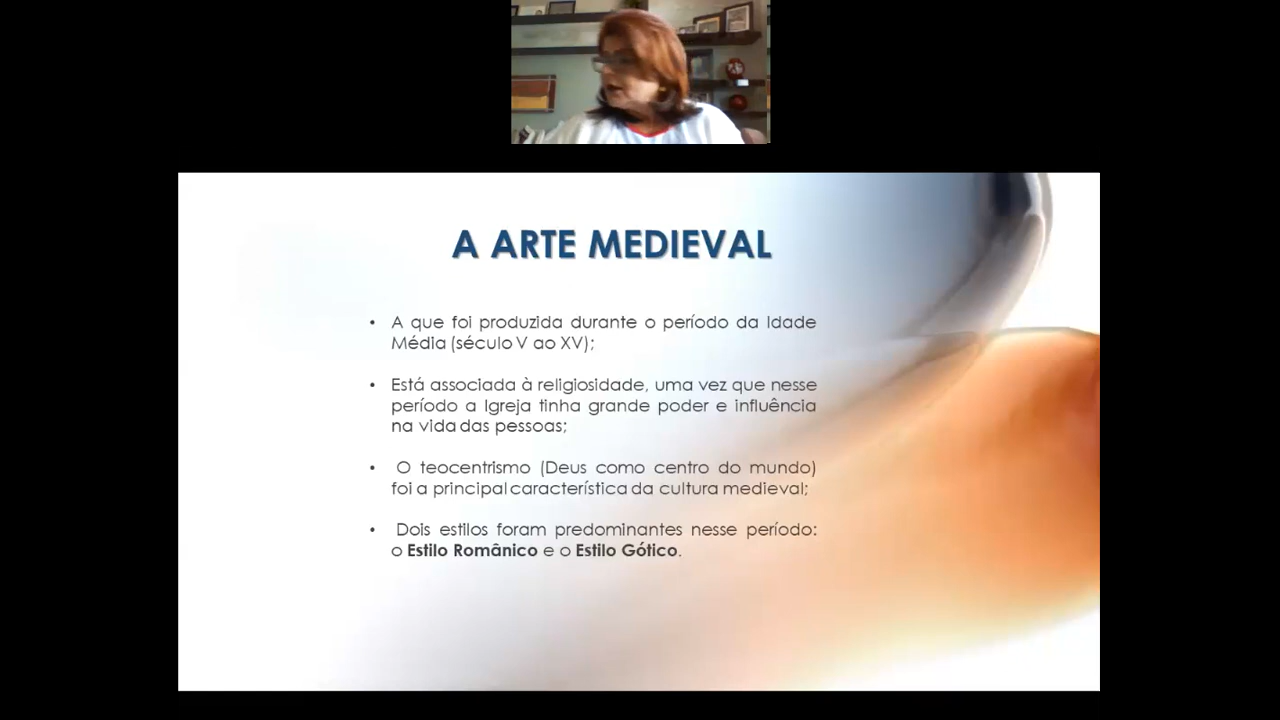 A ARTE MEDIEVAL
• A que foi produzida durante o período da Idade
Média (século V ao XV);
• Está associada à religiosidade, uma vez que nesse
período a Igreja tinha grande poder e influência
na vida das pessoas;
• O teocentrismo (Deus como centro do mundo)
foi a principal característica da cultura medieval;
• Dois estilos foram predominantes nesse período:
o Estilo Românico e o Estilo Gótico.